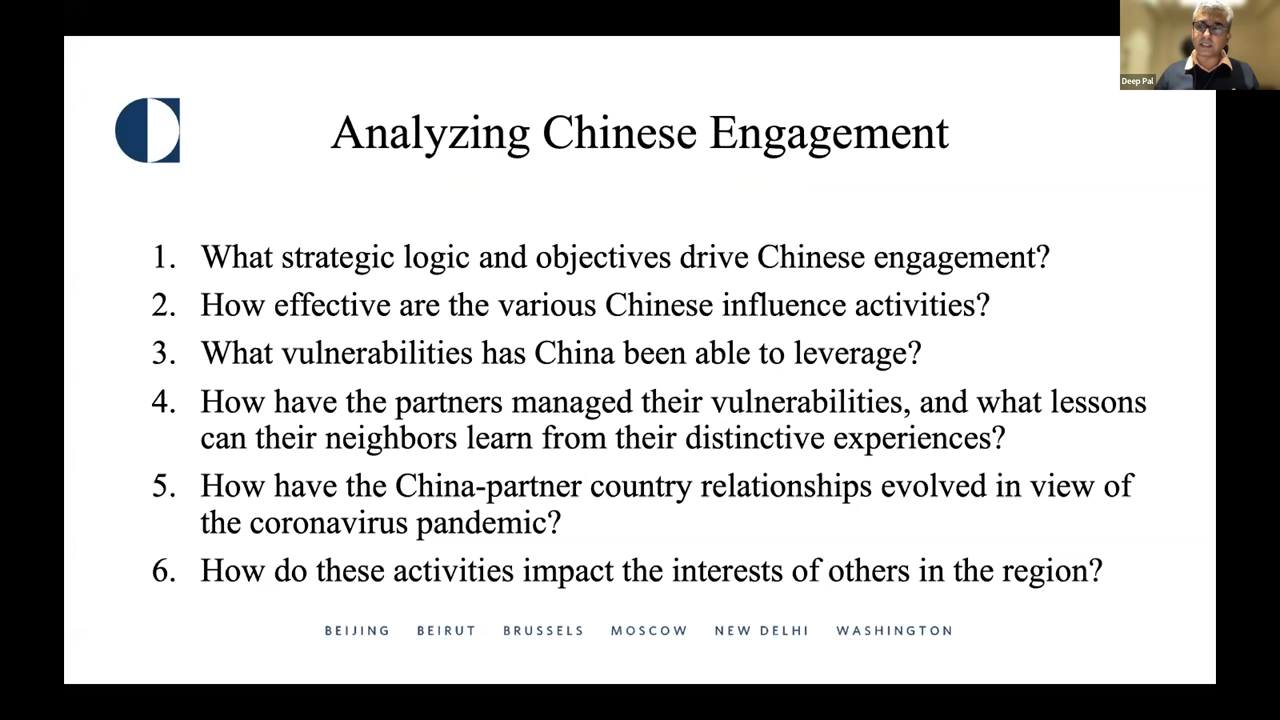 Deep Pal
Analyzing Chinese Engagement
1. What strategic logic and objectives drive Chinese engagement?
2. How effective are the various Chinese influence activities?
3. What vulnerabilities has China been able to leverage?
4. How have the partners managed their vulnerabilities, and what lessons
can their neighbors learn from their distinctive experiences?
5. How have the China-partner country relationships evolved in view of
the coronavirus pandemic?
6. How do these activities impact the interests of others in the region?
BEIJING BEIRUT BRUSSELS MOSCOW NEW DELHI WASHINGTON